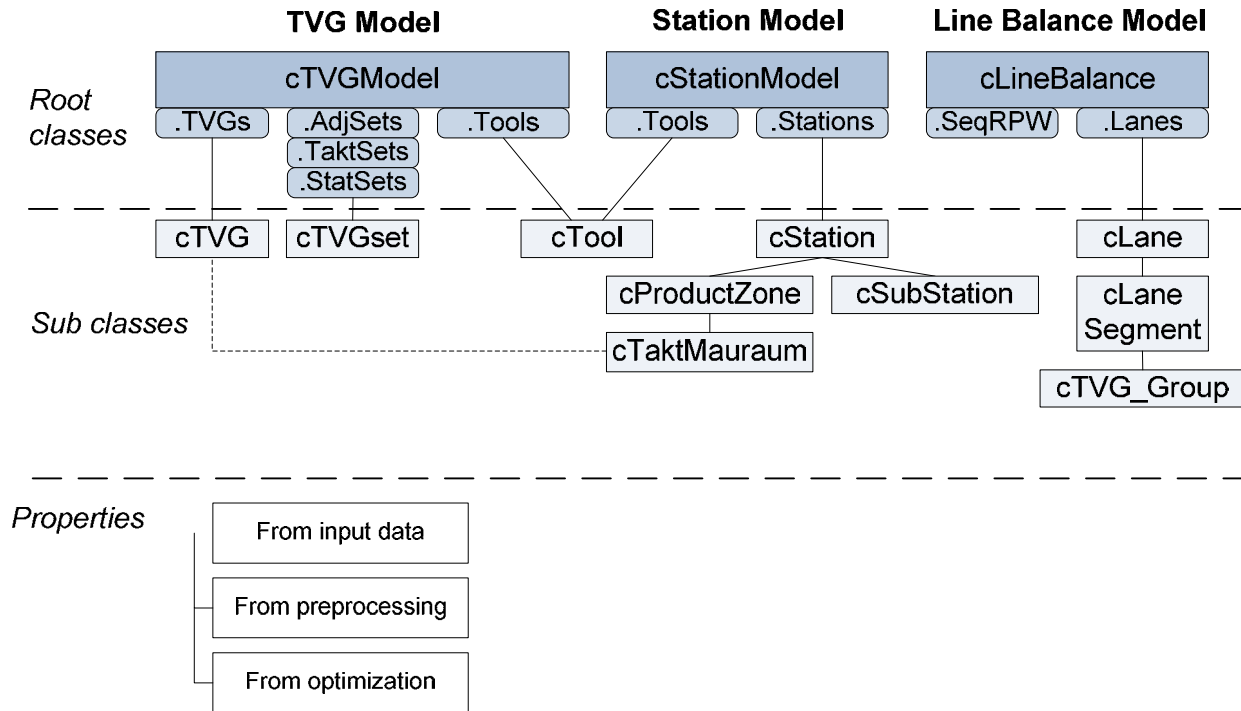 TVG Model
Station Model
Line Balance Model
Root
classes
cTVGModel
cStationModel
cLineBalance
.TVGs
.AdjSets
.Tools
.Tools
.Stations
.SeqRPW
.Lanes
.TaktSets
.StatSets
cTVG
cTVGset
cTool
cStation
cLane
Sub classes
cProductZone
cSubStation
cLane
Segment
cTaktMauraum
cTVG_Group
Properties
From input data
From preprocessing
From optimization